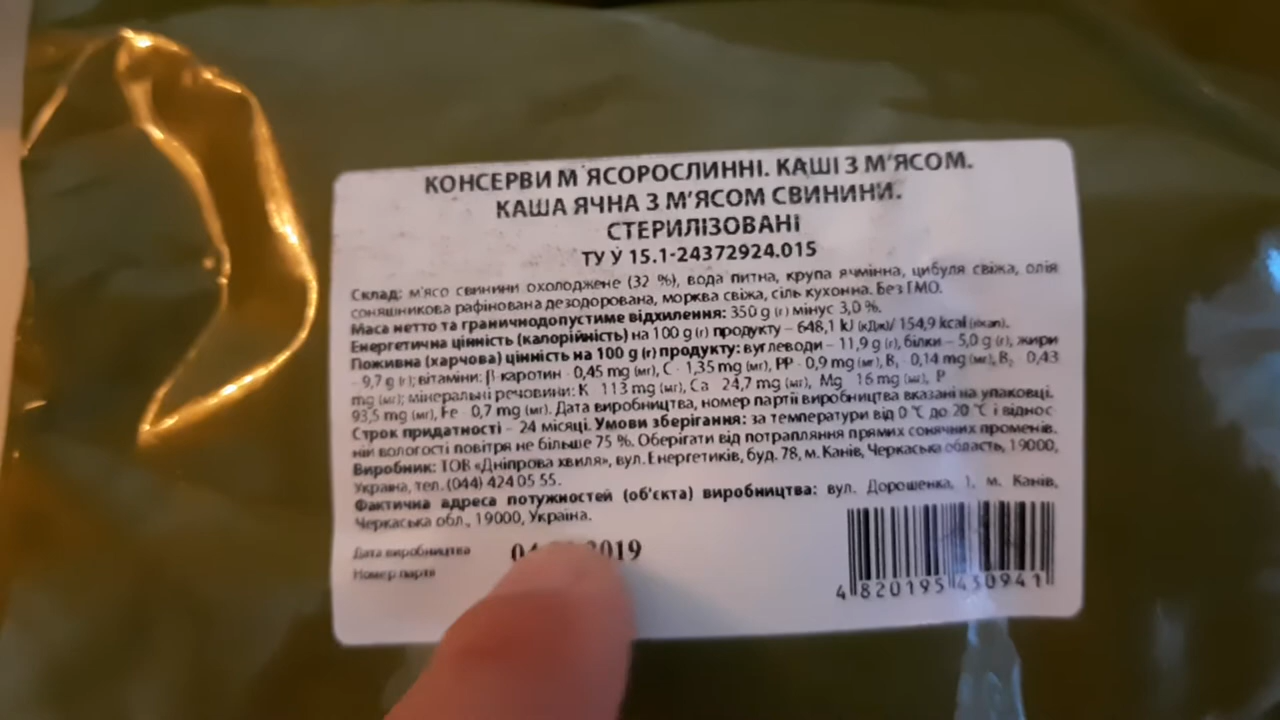 КОНСЕРВИ М'ЯСОРОСЛИННІ. КАШІ З М'ЯСОМ.
КАША ЯЧНА З М'ЯСОМ СВИНИНИ.
СТЕРИЛІЗОВАНІ
ТУ У 15.1-24372924.015
Склад: м'ясо свинини охолоджене (32 %), вода питна, крупа ячмінна, цибуля свіжа, олія
соняшникова рафінована дезодорована, морква свіжа, сіль кухонна. Без ГМО.
Маса нетто та граничнодопустиме відхилення: 350 g (г) мінус 3,0 %.
Енергетична цінність (калорійність) на 100 g (г) продукту – 648,1 kJ (кДж)/ 154,9 kcal (ккал).
Поживна (харчова) цінність на 100 g (г) продукту: вуглеводи – 11,9 g (г), білки – 5,0 g (г), жири
- 9,7 g (г); вітаміни: β-каротин - 0,45 mg (мг), С - 1,35 mg (мг), РР - 0,9 mg (мг), В₁ 0,14 mg (мг), В₂ 0,43
mg (мг); мінеральні речовини: К 113 mg (мг), Са 24,7 mg (мг), Mg 16 mg (мг), Р
93,5 mg (мг), Fe 0,7 mg (мг). Дата виробництва, номер партії виробництва вказані на упаковці.
Строк придатності – 24 місяці. Умови зберігання: за температури від 0 ℃ до 20 ℃ і віднос-
ній вологості повітря не більше 75 %. Оберігати від потрапляння прямих сонячних променів.
Виробник: ТОВ «Дніпрова хвиля», вул. Енергетиків, буд. 78, м. Канів, Черкаська область, 19000,
Україна, тел. (044) 424 05 55.
Фактична адреса потужностей (об'єкта) виробництва: вул. Дорошенка, 1, м. Канів,
Черкаська обл., 19000, Україна.
Дата виробництва 04 2019
Номер партії
4 820195 430941